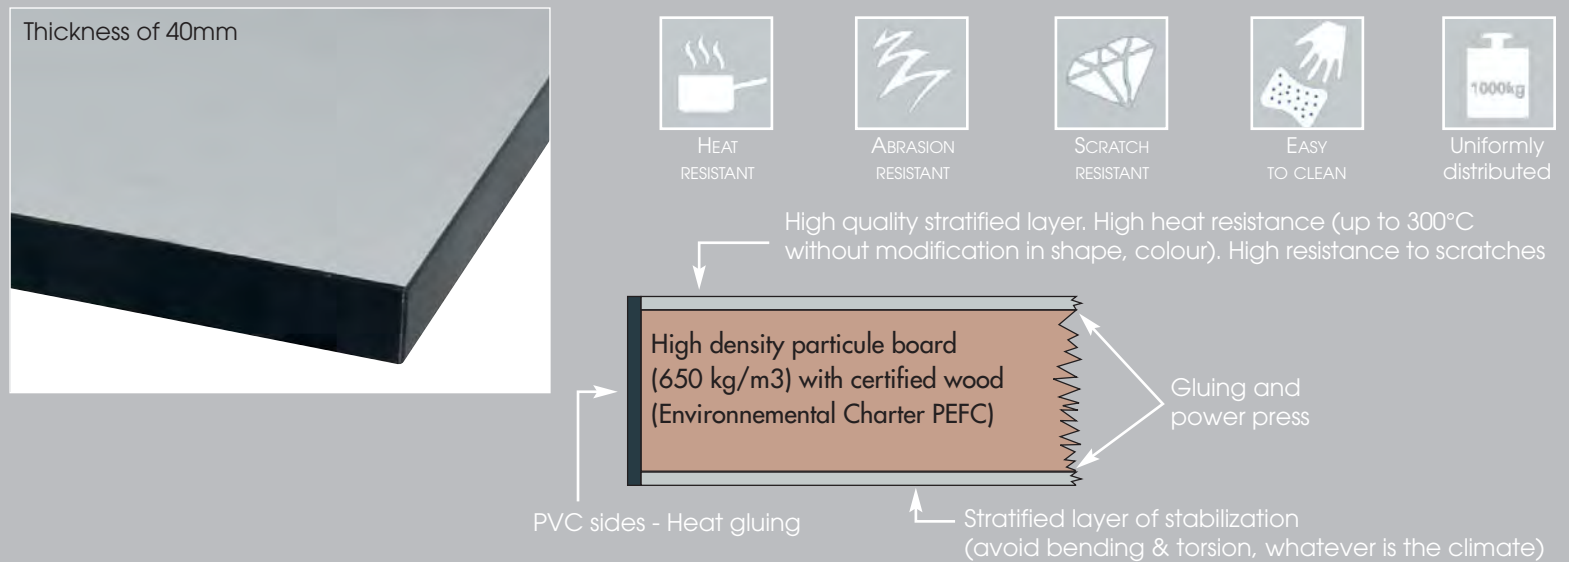 Thickness of 40mm
1000kg
HEAT
RESISTANT
ABRASION
RESISTANT
SCRATCH
RESISTANT
EASY
TO CLEAN
Uniformly
distributed
High quality stratified layer. High heat resistance (up to 300°C
without modification in shape, colour). High resistance to scratches
High density particule board
(650 kg/m3) with certified wood
(Environnemental Charter PEFC)
Gluing and
power press
PVC sides - Heat gluing
Stratified layer of stabilization
(avoid bending & torsion, whatever is the climate)